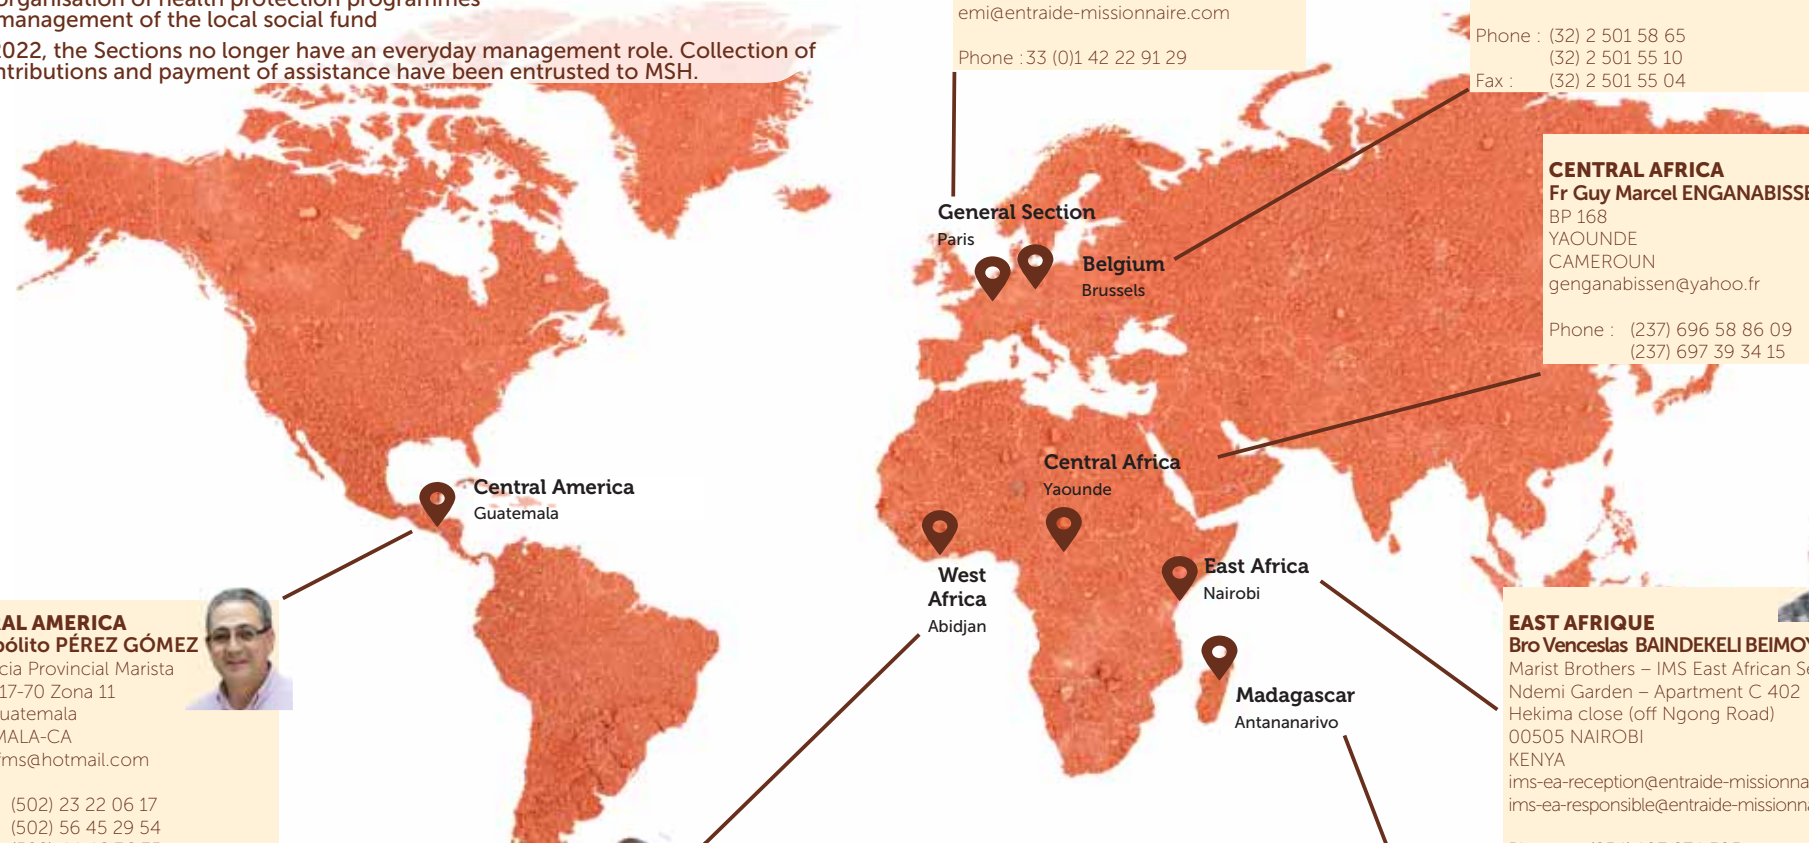 management of the local social fund
2022, the Sections no longer have an everyday management role. Collection of
ntributions and payment of assistance have been entrusted to MSH.
emi@entraide-missionnaire.com
Phone : 33 (0)1 42 22 91 29
Phone : (32) 2 501 58 65
(32) 2 501 55 10
Fax : (32) 2 501 55 04
CENTRAL AFRICA
Fr Guy Marcel ENGANABISSE
BP 168
YAOUNDE
CAMEROUN
genganabissen@yahoo.fr
Phone : (237) 696 58 86 09
(237) 697 39 34 15
General Section
Paris
Belgium
Brussels
Central America
Guatemala
Central Africa
Yaounde
West
Africa
Abidjan
East Africa
Nairobi
Madagascar
Antananarivo
AL AMERICA
pólito PÉREZ GÓMEZ
cia Provincial Marista
17-70 Zona 11
uatemala
MALA-CA
fms@hotmail.com
(502) 23 22 06 17
(502) 56 45 29 54
EAST AFRIQUE
Bro Venceslas BAINDEKELI BEIMOY
Marist Brothers – IMS East African Se
Ndemi Garden – Apartment C 402
Hekima close (off Ngong Road)
00505 NAIROBI
KENYA
ims-ea-reception@entraide-missionna
ims-ea-responsible@entraide-missionna